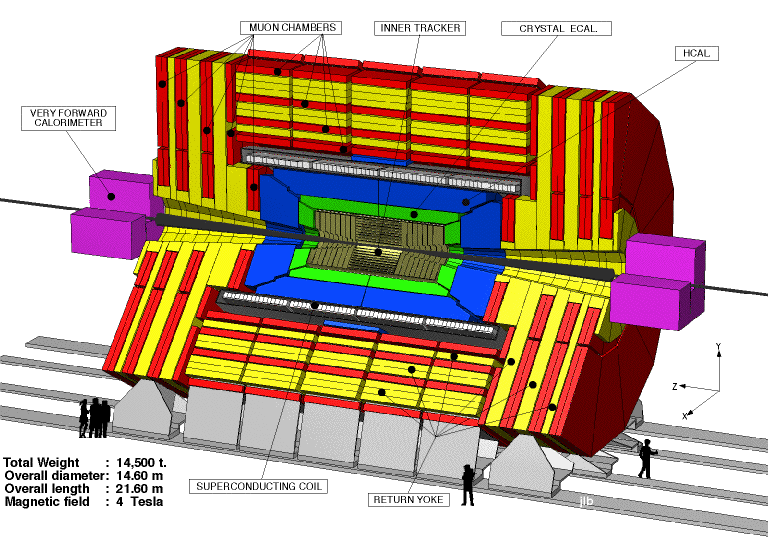 MUON CHAMBERS
INNER TRACKER
CRYSTAL ECAL.
HCAL.
VERY FORWARD
CALORIMETER
Y
Z
X
Total Weight : 14,500 t.
Overall diameter: 14.60 m
Overall length : 21.60 m
Magnetic field : 4 Tesla
SUPERCONDUCTING COIL
RETURN YOKE
jlb